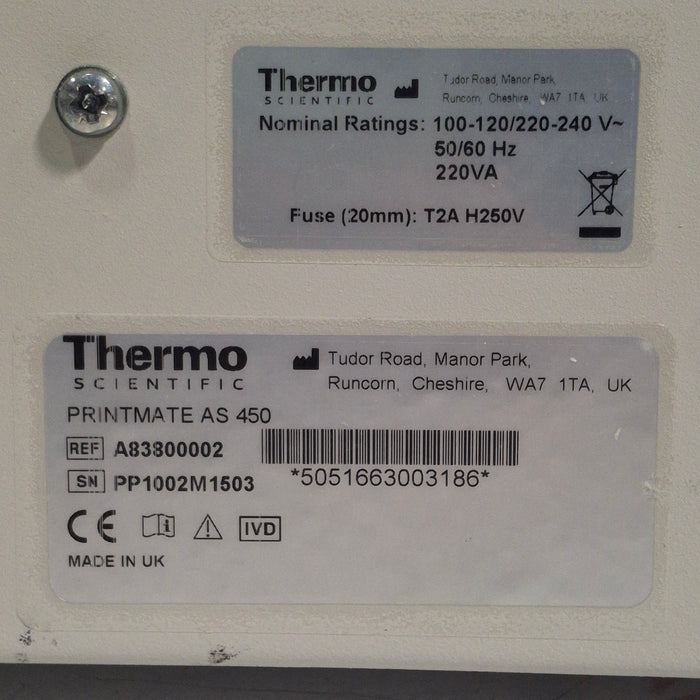 Thermo
SCIENTIFIC
Tudor Road, Manor Park,
Runcorn, Cheshire, WA7 1TA, UK
Nominal Ratings: 100-120/220-240 V~
50/60 Hz
220VA
Fuse (20mm): T2A H250V
Thermo
SCIENTIFIC
Tudor Road, Manor Park,
Runcorn, Cheshire, WA7 1TA, UK
PRINTMATE AS 450
REF A83800002
SN PP1002M1503
*5051663003186*
CE i IVD
MADE IN UK